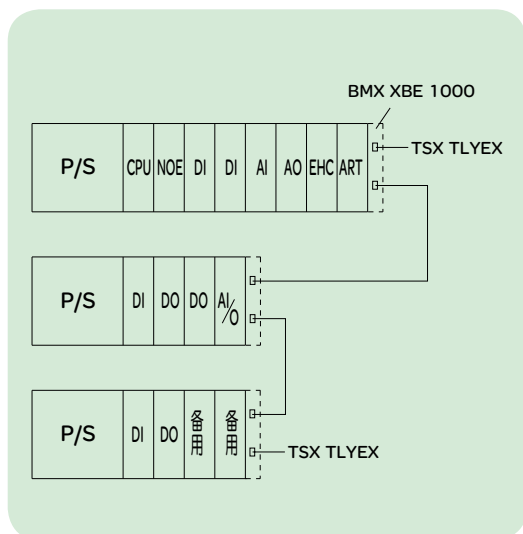 BMX XBE 1000
TSX TLYEX
P/S CPU NOE DI DI AI AO EHC ART
P/S DI DO DO AI/O
P/S DI DO 备用 备用
TSX TLYEX